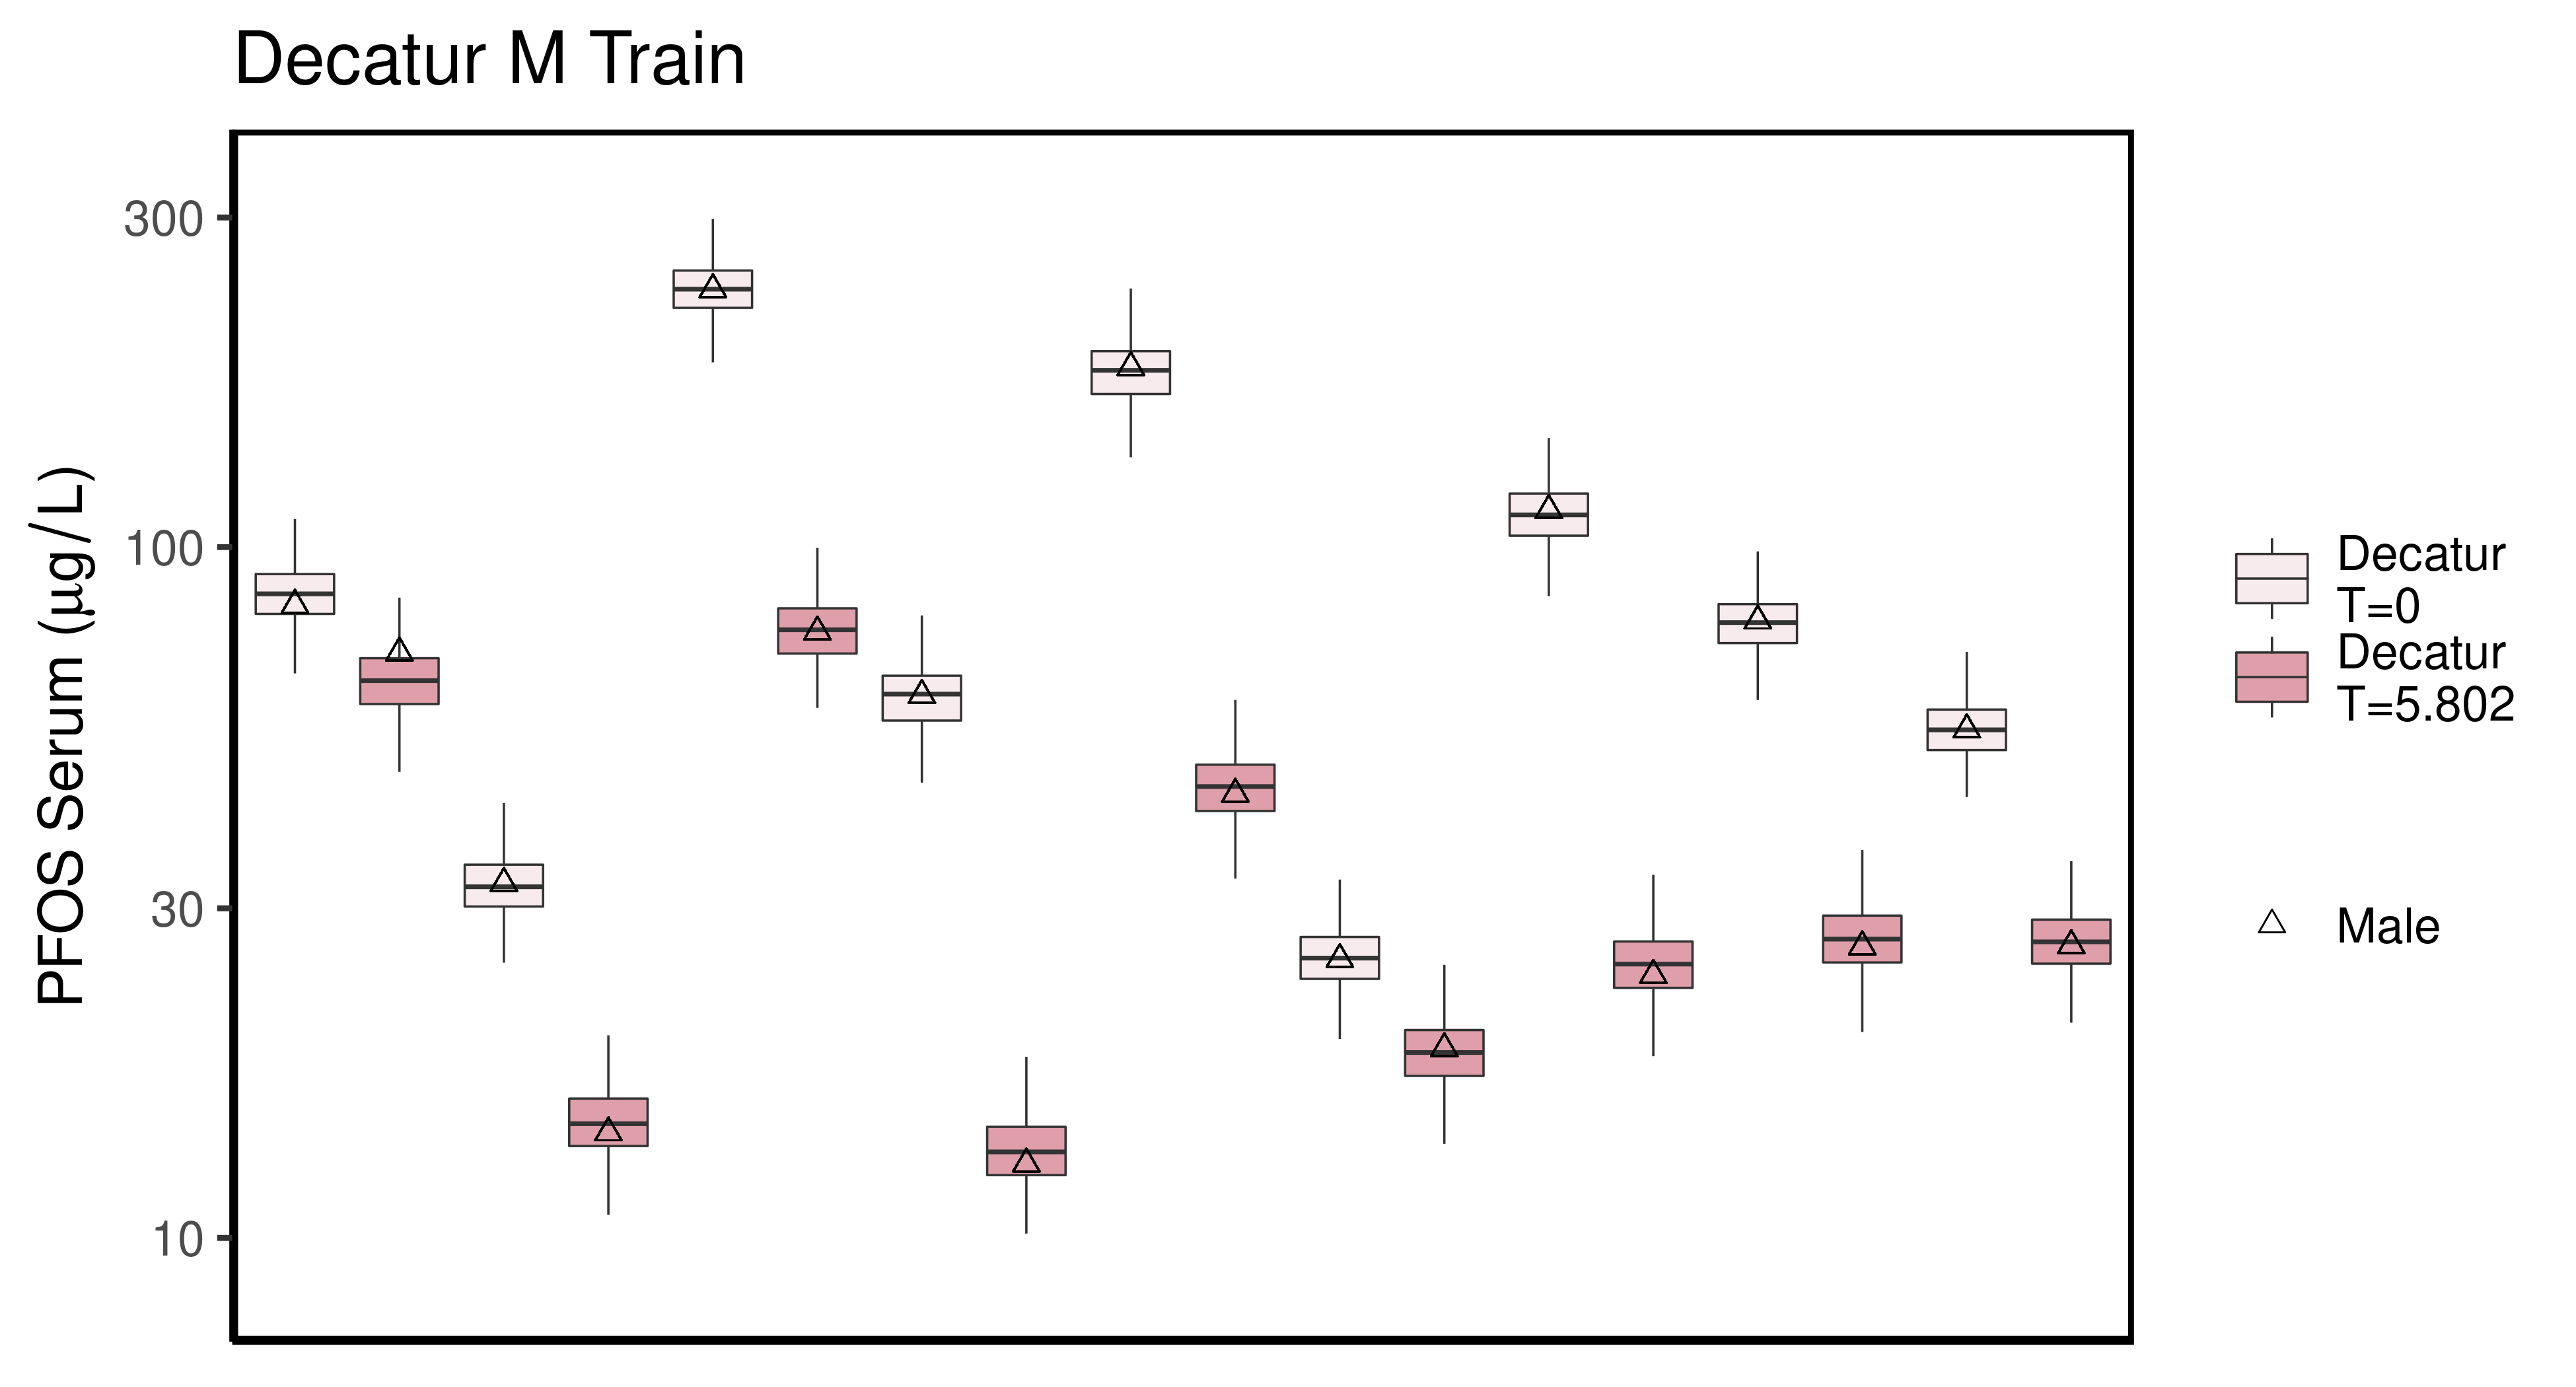 Decatur M Train
PFOS Serum (μg/L)
300
100
30
10
Decatur
T=0
Decatur
T=5.802
Male